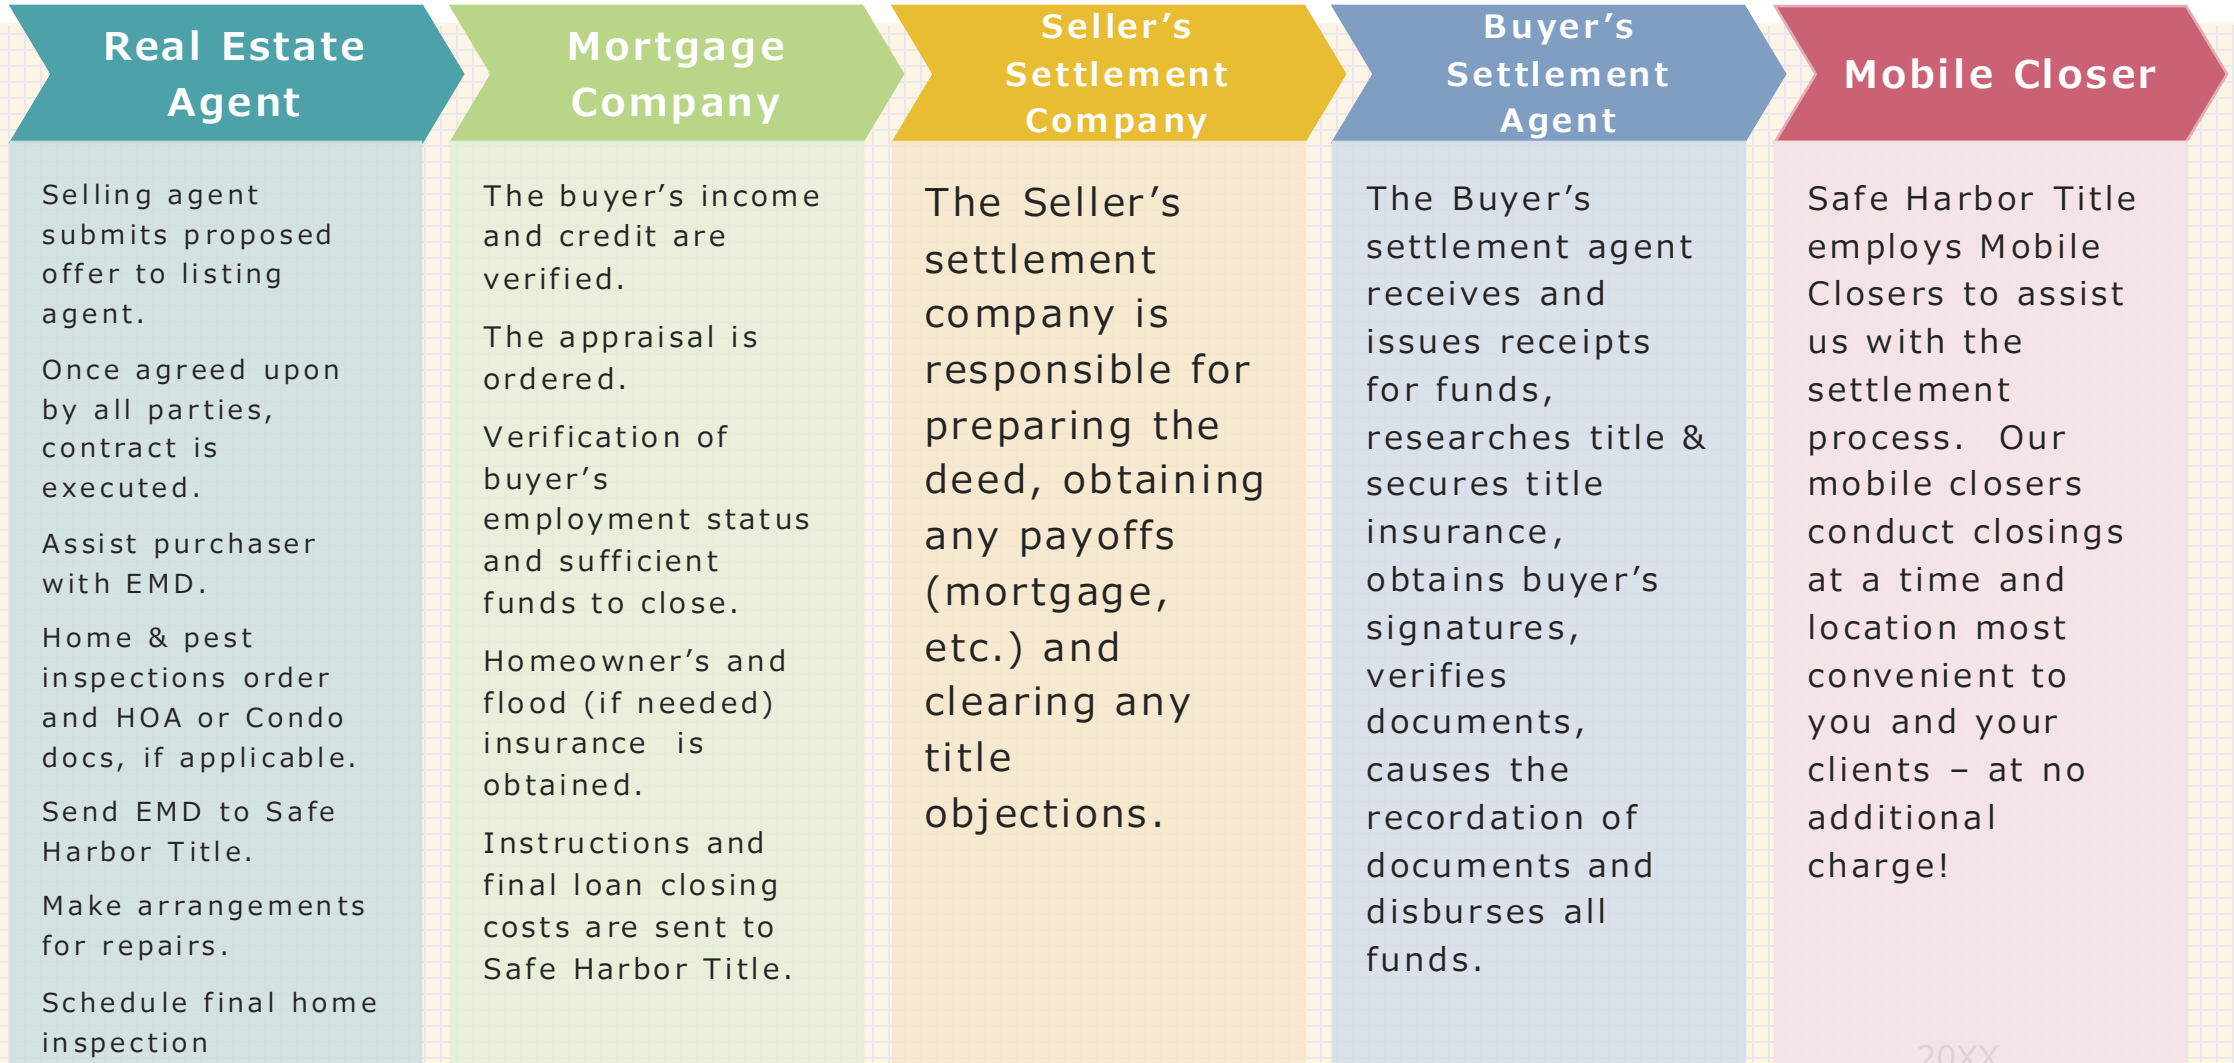 Real Estate
Agent
Selling agent
submits proposed
offer to listing
agent.
Once agreed upon
by all parties,
contract is
executed.
Assist purchaser
with EMD.
Home & pest
inspections order
and HOA or Condo
docs, if applicable.
Send EMD to Safe
Harbor Title.
Make arrangements
for repairs.
Schedule final home
inspection
Mortgage
Company
The buyer’s income
and credit are
verified.
The appraisal is
ordered.
Verification of
buyer’s
employment status
and sufficient
funds to close.
Homeowner’s and
flood (if needed)
insurance  is
obtained.
Instructions and
final loan closing
costs are sent to
Safe Harbor Title.
Seller’s
Settlement
Company
The Seller’s
settlement
company is
responsible for
preparing the
deed, obtaining
any payoffs
(mortgage,
etc.) and
clearing any
title
objections.
Buyer’s
Settlement
Agent
The Buyer’s
settlement agent
receives and
issues receipts
for funds,
researches title &
secures title
insurance,
obtains buyer’s
signatures,
verifies
documents,
causes the
recordation of
documents and
disburses all
funds.
Mobile Closer
Safe Harbor Title
employs Mobile
Closers to assist
us with the
settlement
process.  Our
mobile closers
conduct closings
at a time and
location most
convenient to
you and your
clients – at no
additional
charge!
20XX